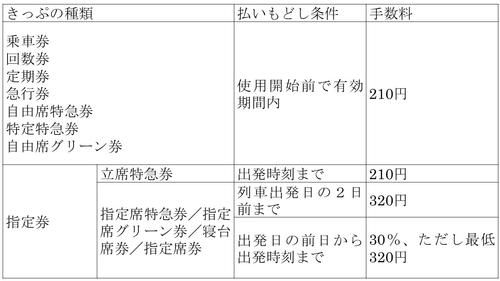 きっぷの種類 払いもどし条件 手数料
乗車券
回数券
定期券
急行券
自由席特急券
特定特急券
自由席グリーン券
使用開始前で有効
期間内
210円
指定券
立席特急券 出発時刻まで 210円
指定席特急券／指定
席グリーン券／寝台
席券／指定席券
列車出発日の２日
前まで
320円
出発日の前日から
出発時刻まで
30％、ただし最低
320円